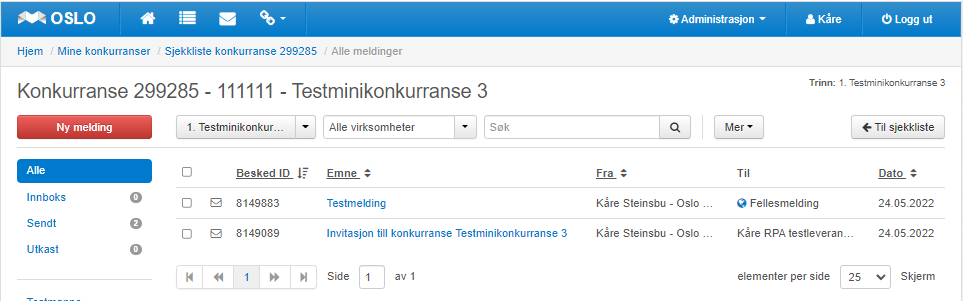 OSLO Administrasjon Kåre Logg ut
Hjem / Mine konkurranser / Sjekkliste konkurranse 299285 / Alle meldinger
Trinn: 1. Testminikonkurranse 3
Konkurranse 299285 - 111111 - Testminikonkurranse 3
Ny melding 1. Testminikonkur... Alle virksomheter Søk Mer Til sjekkliste
Alle Besked ID Emne Fra Til Dato
Innboks 0 8149883 Testmelding Kåre Steinsbu - Oslo ... Fellesmelding 24.05.2022
Sendt 2
8149089 Invitasjon till konkurranse Testminikonkurranse 3 Kåre Steinsbu - Oslo ... Kåre RPA testleveran... 24.05.2022
Utkast 0
1 Side 1 av 1 elementer per side 25 Skjerm